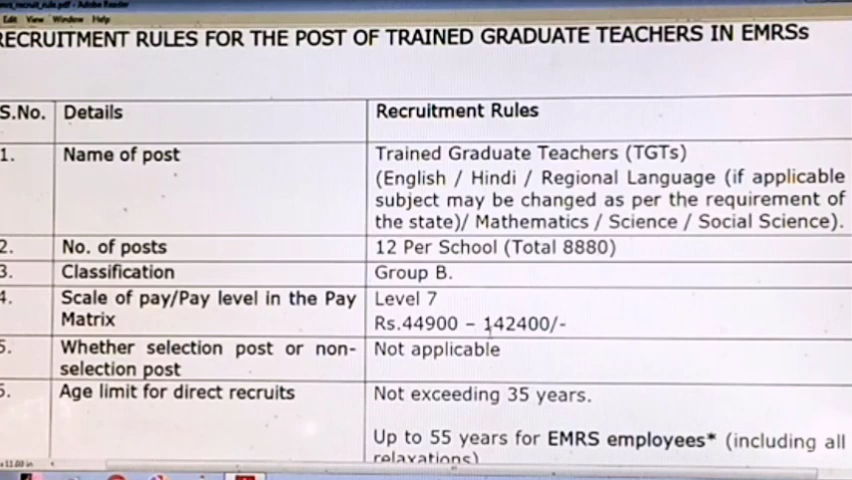 Edit View Window Help
RECRUITMENT RULES FOR THE POST OF TRAINED GRADUATE TEACHERS IN EMRSs
S.No. Details Recruitment Rules
1. Name of post Trained Graduate Teachers (TGTs)
(English / Hindi / Regional Language (if applicable
subject may be changed as per the requirement of
the state)/ Mathematics / Science / Social Science).
2. No. of posts 12 Per School (Total 8880)
3. Classification Group B.
4. Scale of pay/Pay level in the Pay
Matrix
Level 7
Rs.44900 – 142400/-
5. Whether selection post or non-
selection post
Not applicable
6. Age limit for direct recruits Not exceeding 35 years.
Up to 55 years for EMRS employees* (including all
relaxations)